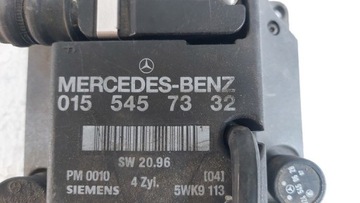 MERCEDES-BENZ
015 545 73 32
SW 20.96
PM 0010 4 Zyl. [04]
SIEMENS 5WK9 113